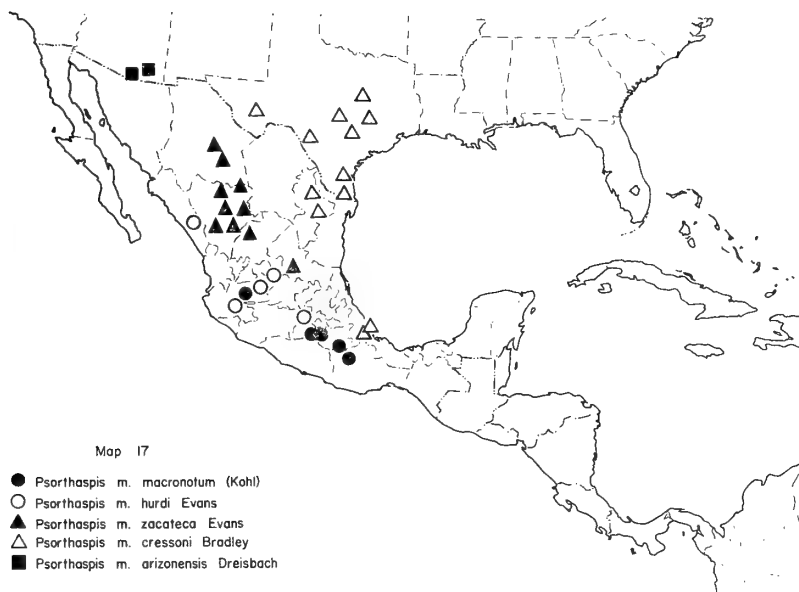 Map 17
Psorthaspis m. macronotum (Kohl)
Psorthaspis m. hurdi Evans
Psorthaspis m. zacateca Evans
Psorthaspis m. cressoni Bradley
Psorthaspis m. arizonensis Dreisbach